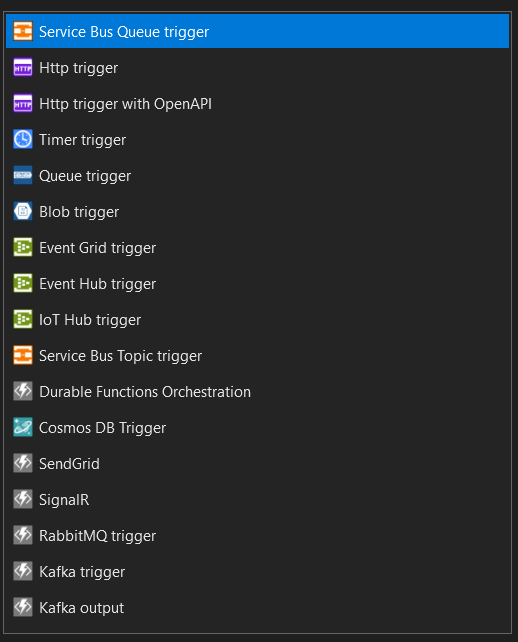 Service Bus Queue trigger
HTTP Http trigger
HTTP Http trigger with OpenAPI
Timer trigger
Queue trigger
Blob trigger
Event Grid trigger
Event Hub trigger
IoT Hub trigger
Service Bus Topic trigger
Durable Functions Orchestration
Cosmos DB Trigger
SendGrid
SignalR
RabbitMQ trigger
Kafka trigger
Kafka output